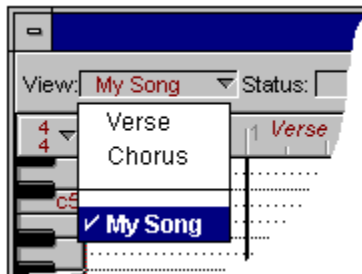 View: My Song Status:
Verse
Chorus
✓ My Song
4
4
1 Verse
c5